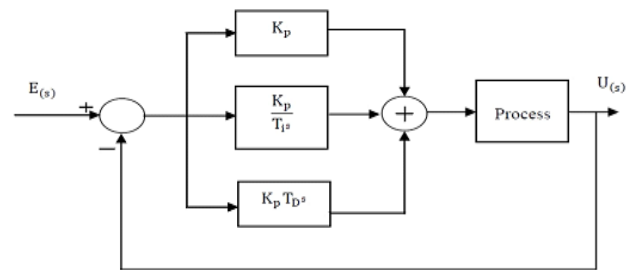 E(s)
+
−
Kp
Kp
Tis
Kp TDs
+
Process
U(s)